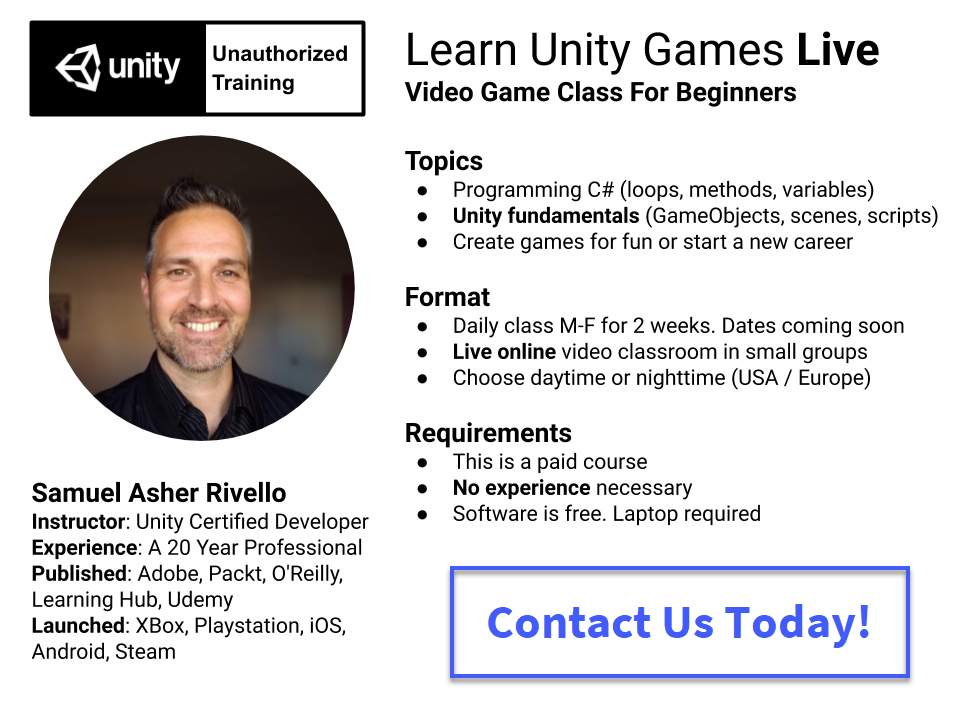 unity
Unauthorized
Training
Learn Unity Games Live
Video Game Class For Beginners
Topics
● Programming C# (loops, methods, variables)
● Unity fundamentals (GameObjects, scenes, scripts)
● Create games for fun or start a new career
Format
● Daily class M-F for 2 weeks. Dates coming soon
● Live online video classroom in small groups
● Choose daytime or nighttime (USA / Europe)
Requirements
● This is a paid course
● No experience necessary
● Software is free. Laptop required
Samuel Asher Rivello
Instructor: Unity Certified Developer
Experience: A 20 Year Professional
Published: Adobe, Packt, O'Reilly,
Learning Hub, Udemy
Launched: XBox, Playstation, iOS,
Android, Steam
Contact Us Today!